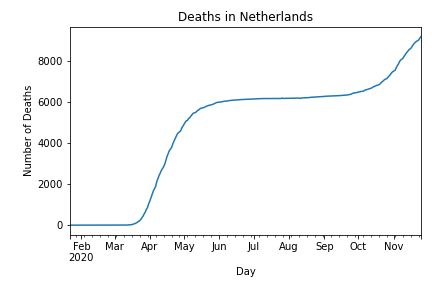 Deaths in Netherlands
Number of Deaths
8000
6000
4000
2000
0
Feb Mar Apr May Jun Jul Aug Sep Oct Nov
2020
Day